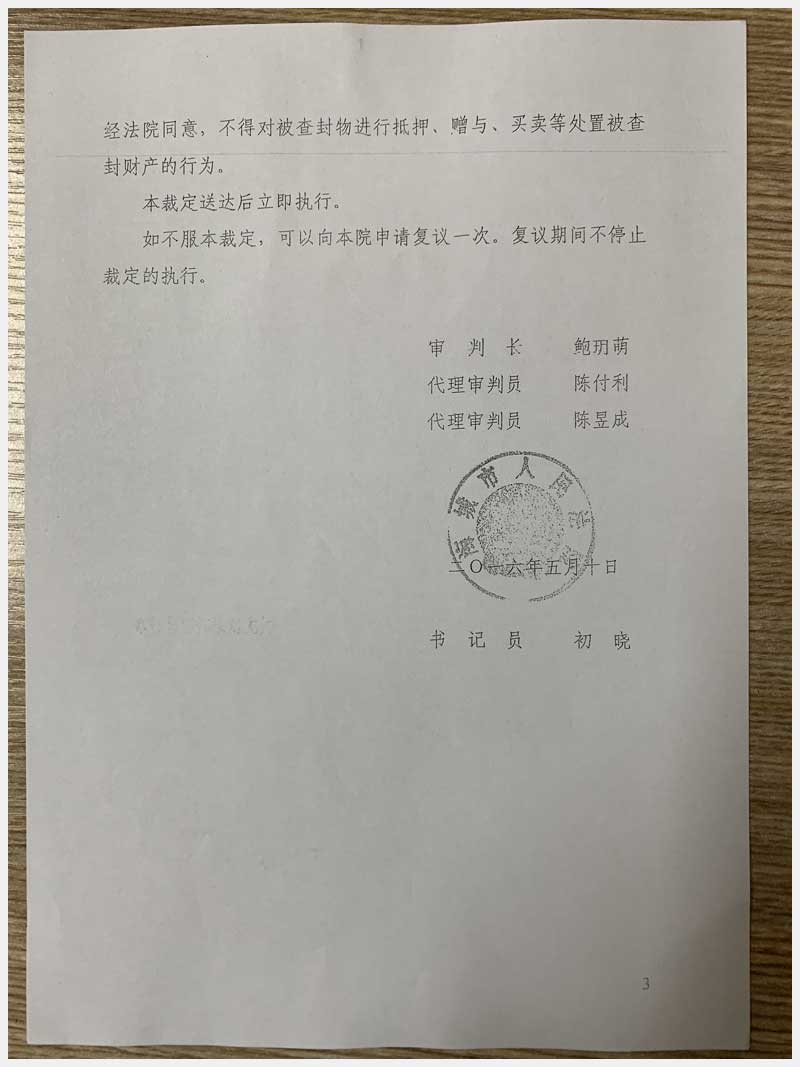 经法院同意，不得对被查封物进行抵押、赠与、买卖等处置被查
封财产的行为。
本裁定送达后立即执行。
如不服本裁定，可以向本院申请复议一次。复议期间不停止
裁定的执行。
审 判 长 鲍玥萌
代理审判员 陈付利
代理审判员 陈昱成
城市人民法
二〇一六年五月十日
书 记 员 初 晓
3